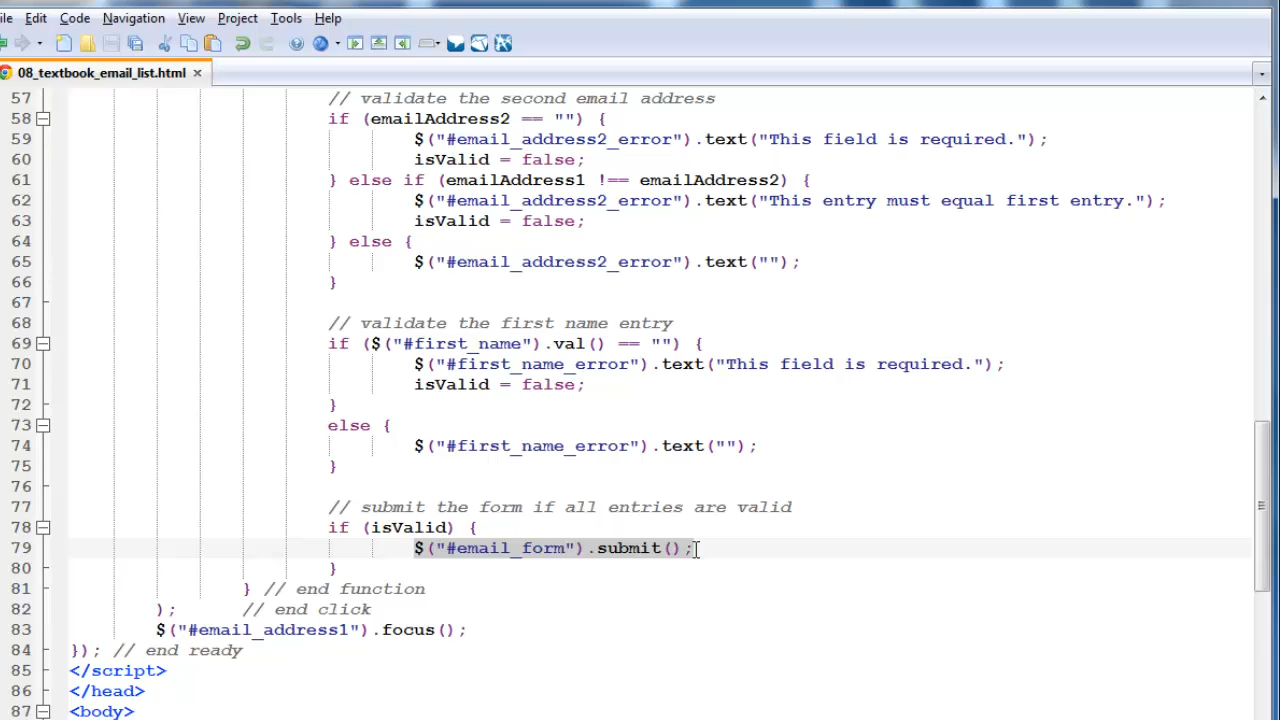 ile Edit Code Navigation View Project Tools Help
08_textbook_email_list.html
57 // validate the second email address
58 if (emailAddress2 == "") {
59 $("#email_address2_error").text("This field is required.");
60 isValid = false;
61 } else if (emailAddress1 !== emailAddress2) {
62 $("#email_address2_error").text("This entry must equal first entry.");
63 isValid = false;
64 } else {
65 $("#email_address2_error").text("");
66 }
67
68 // validate the first name entry
69 if ($("#first_name").val() == "") {
70 $("#first_name_error").text("This field is required.");
71 isValid = false;
72 }
73 else {
74 $("#first_name_error").text("");
75 }
76
77 // submit the form if all entries are valid
78 if (isValid) {
79 $("#email_form").submit();
80 }
81 } // end function
82 ); // end click
83 $("#email_address1").focus();
84 }); // end ready
85 </script>
86 </head>
87 <body>